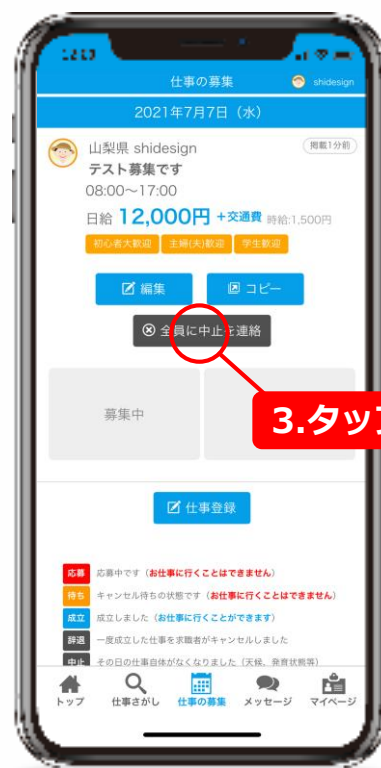 仕事の募集
shidesign
2021年7月7日（水）
山梨県 shidesign
掲載1分前
テスト募集です
08:00〜17:00
日給 12,000円 +交通費 時給:1,500円
初心者大歓迎 主婦(夫)歓迎 学生歓迎
編集 コピー
全員に中止を連絡
募集中
3.タップ
仕事登録
応募 応募中です（お仕事に行くことはできません）
待ち キャンセル待ちの状態です（お仕事に行くことはできません）
成立 成立しました（お仕事に行くことができます）
辞退 一度成立した仕事を求職者がキャンセルしました
中止 その日の仕事自体がなくなりました（天候、発育状態等）
トップ 仕事さがし 仕事の募集 メッセージ マイページ